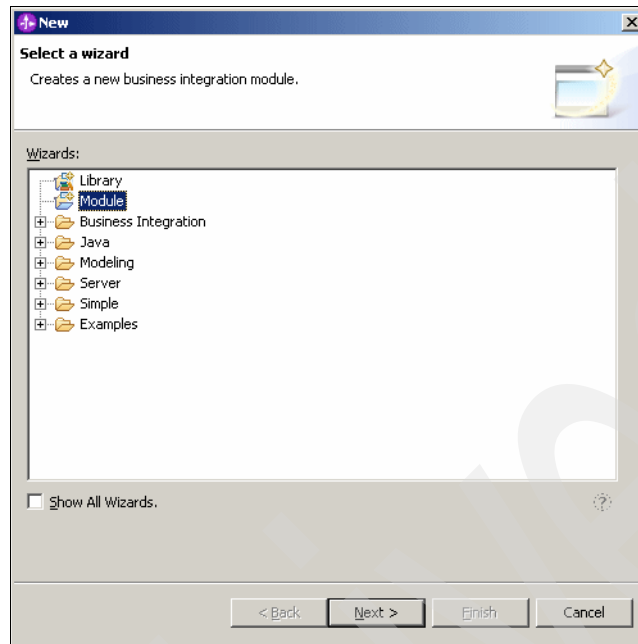 New
Select a wizard
Creates a new business integration module.
Wizards:
Library
Module
Business Integration
Java
Modeling
Server
Simple
Examples
Show All Wizards.
< Back Next > Finish Cancel